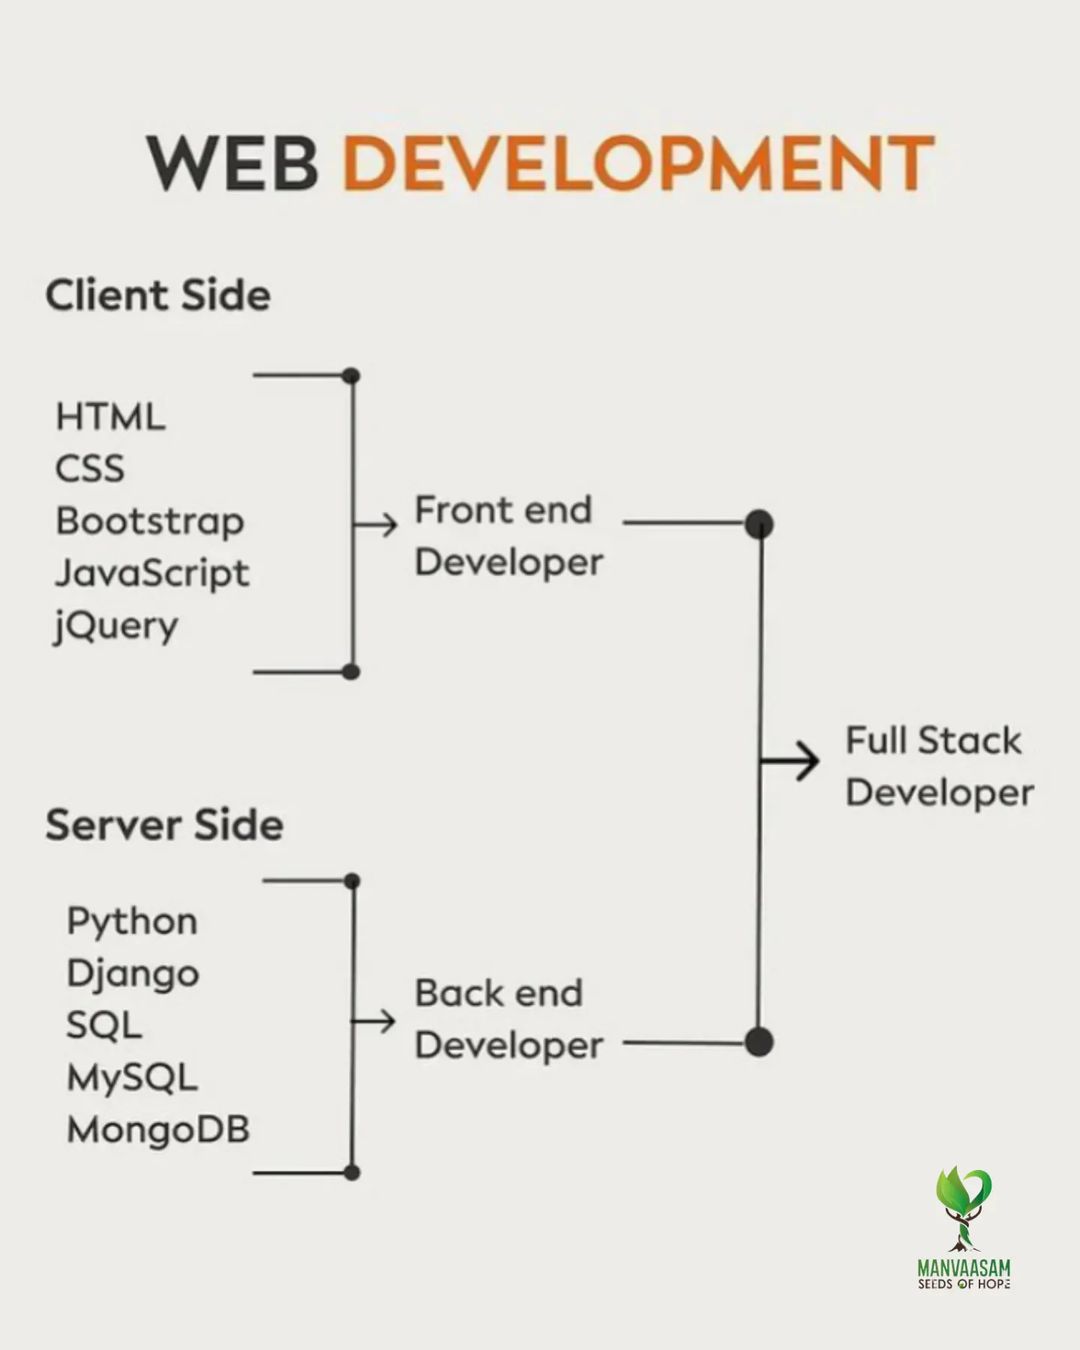 WEB DEVELOPMENT
Client Side
HTML
CSS
Bootstrap
JavaScript
jQuery
Front end
Developer
Full Stack
Developer
Server Side
Python
Django
SQL
MySQL
MongoDB
Back end
Developer
MANVAASAM
SEEDS OF HOPE